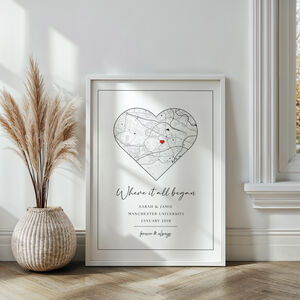 Where it all began
SARAH & JAMIE
MANCHESTER UNIVERSITY
JANUARY 2018
forever & always